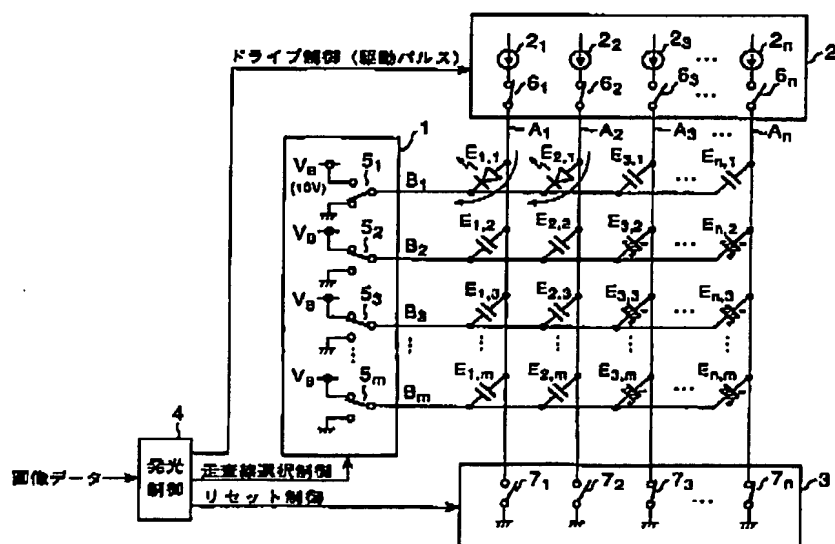 ドライブ制御（駆動パルス）
2₁ 2₂ 2₃ ... 2ₙ 2
6₁ 6₂ 6₃ ... 6ₙ
A₁ A₂ A₃ ... Aₙ
1
V_B (10V) 5₁ B₁ E₁,₁ E₂,₁ E₃,₁ ... Eₙ,₁
V_B 5₂ B₂ E₁,₂ E₂,₂ E₃,₂ ... Eₙ,₂
V_B 5₃ B₃ E₁,₃ E₂,₃ E₃,₃ ... Eₙ,₃
V_B 5ₘ Bₘ E₁,ₘ E₂,ₘ E₃,ₘ ... Eₙ,ₘ
4
画像データ
発光
制御
走査線選択制御
リセット制御
7₁ 7₂ 7₃ ... 7ₙ 3